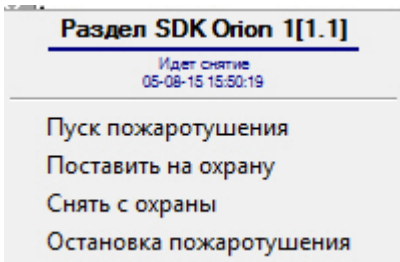 Раздел SDK Orion 1[1.1]
Идет снятие
05-08-15 15:50:19
Пуск пожаротушения
Поставить на охрану
Снять с охраны
Остановка пожаротушения